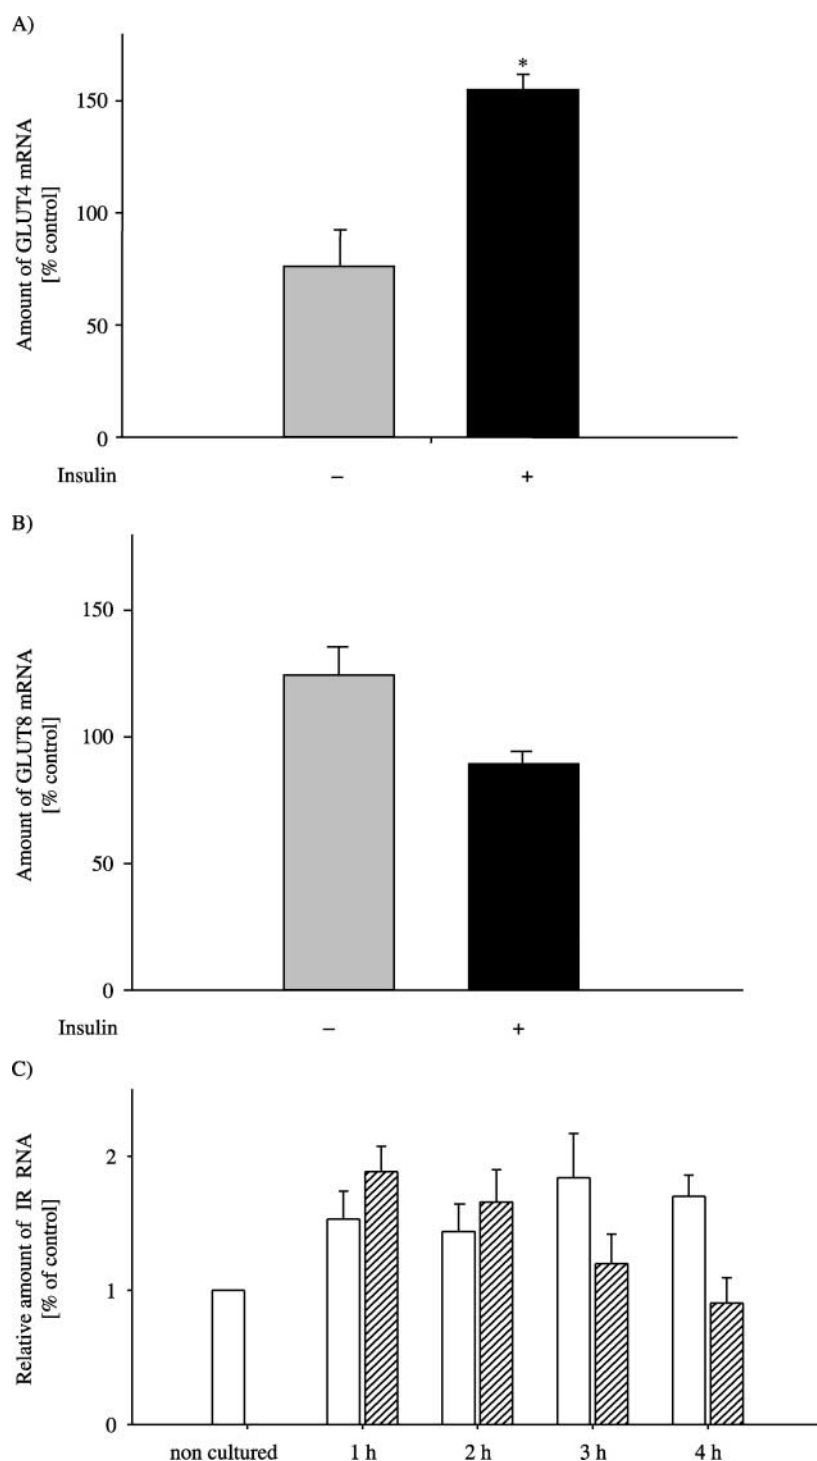 A)
Amount of GLUT4 mRNA
[% control]
150
100
50
0
*
Insulin
–
+
B)
Amount of GLUT8 mRNA
[% control]
150
100
50
0
Insulin
–
+
C)
Relative amount of IR RNA
[% of control]
2
1
0
non cultured
1 h
2 h
3 h
4 h